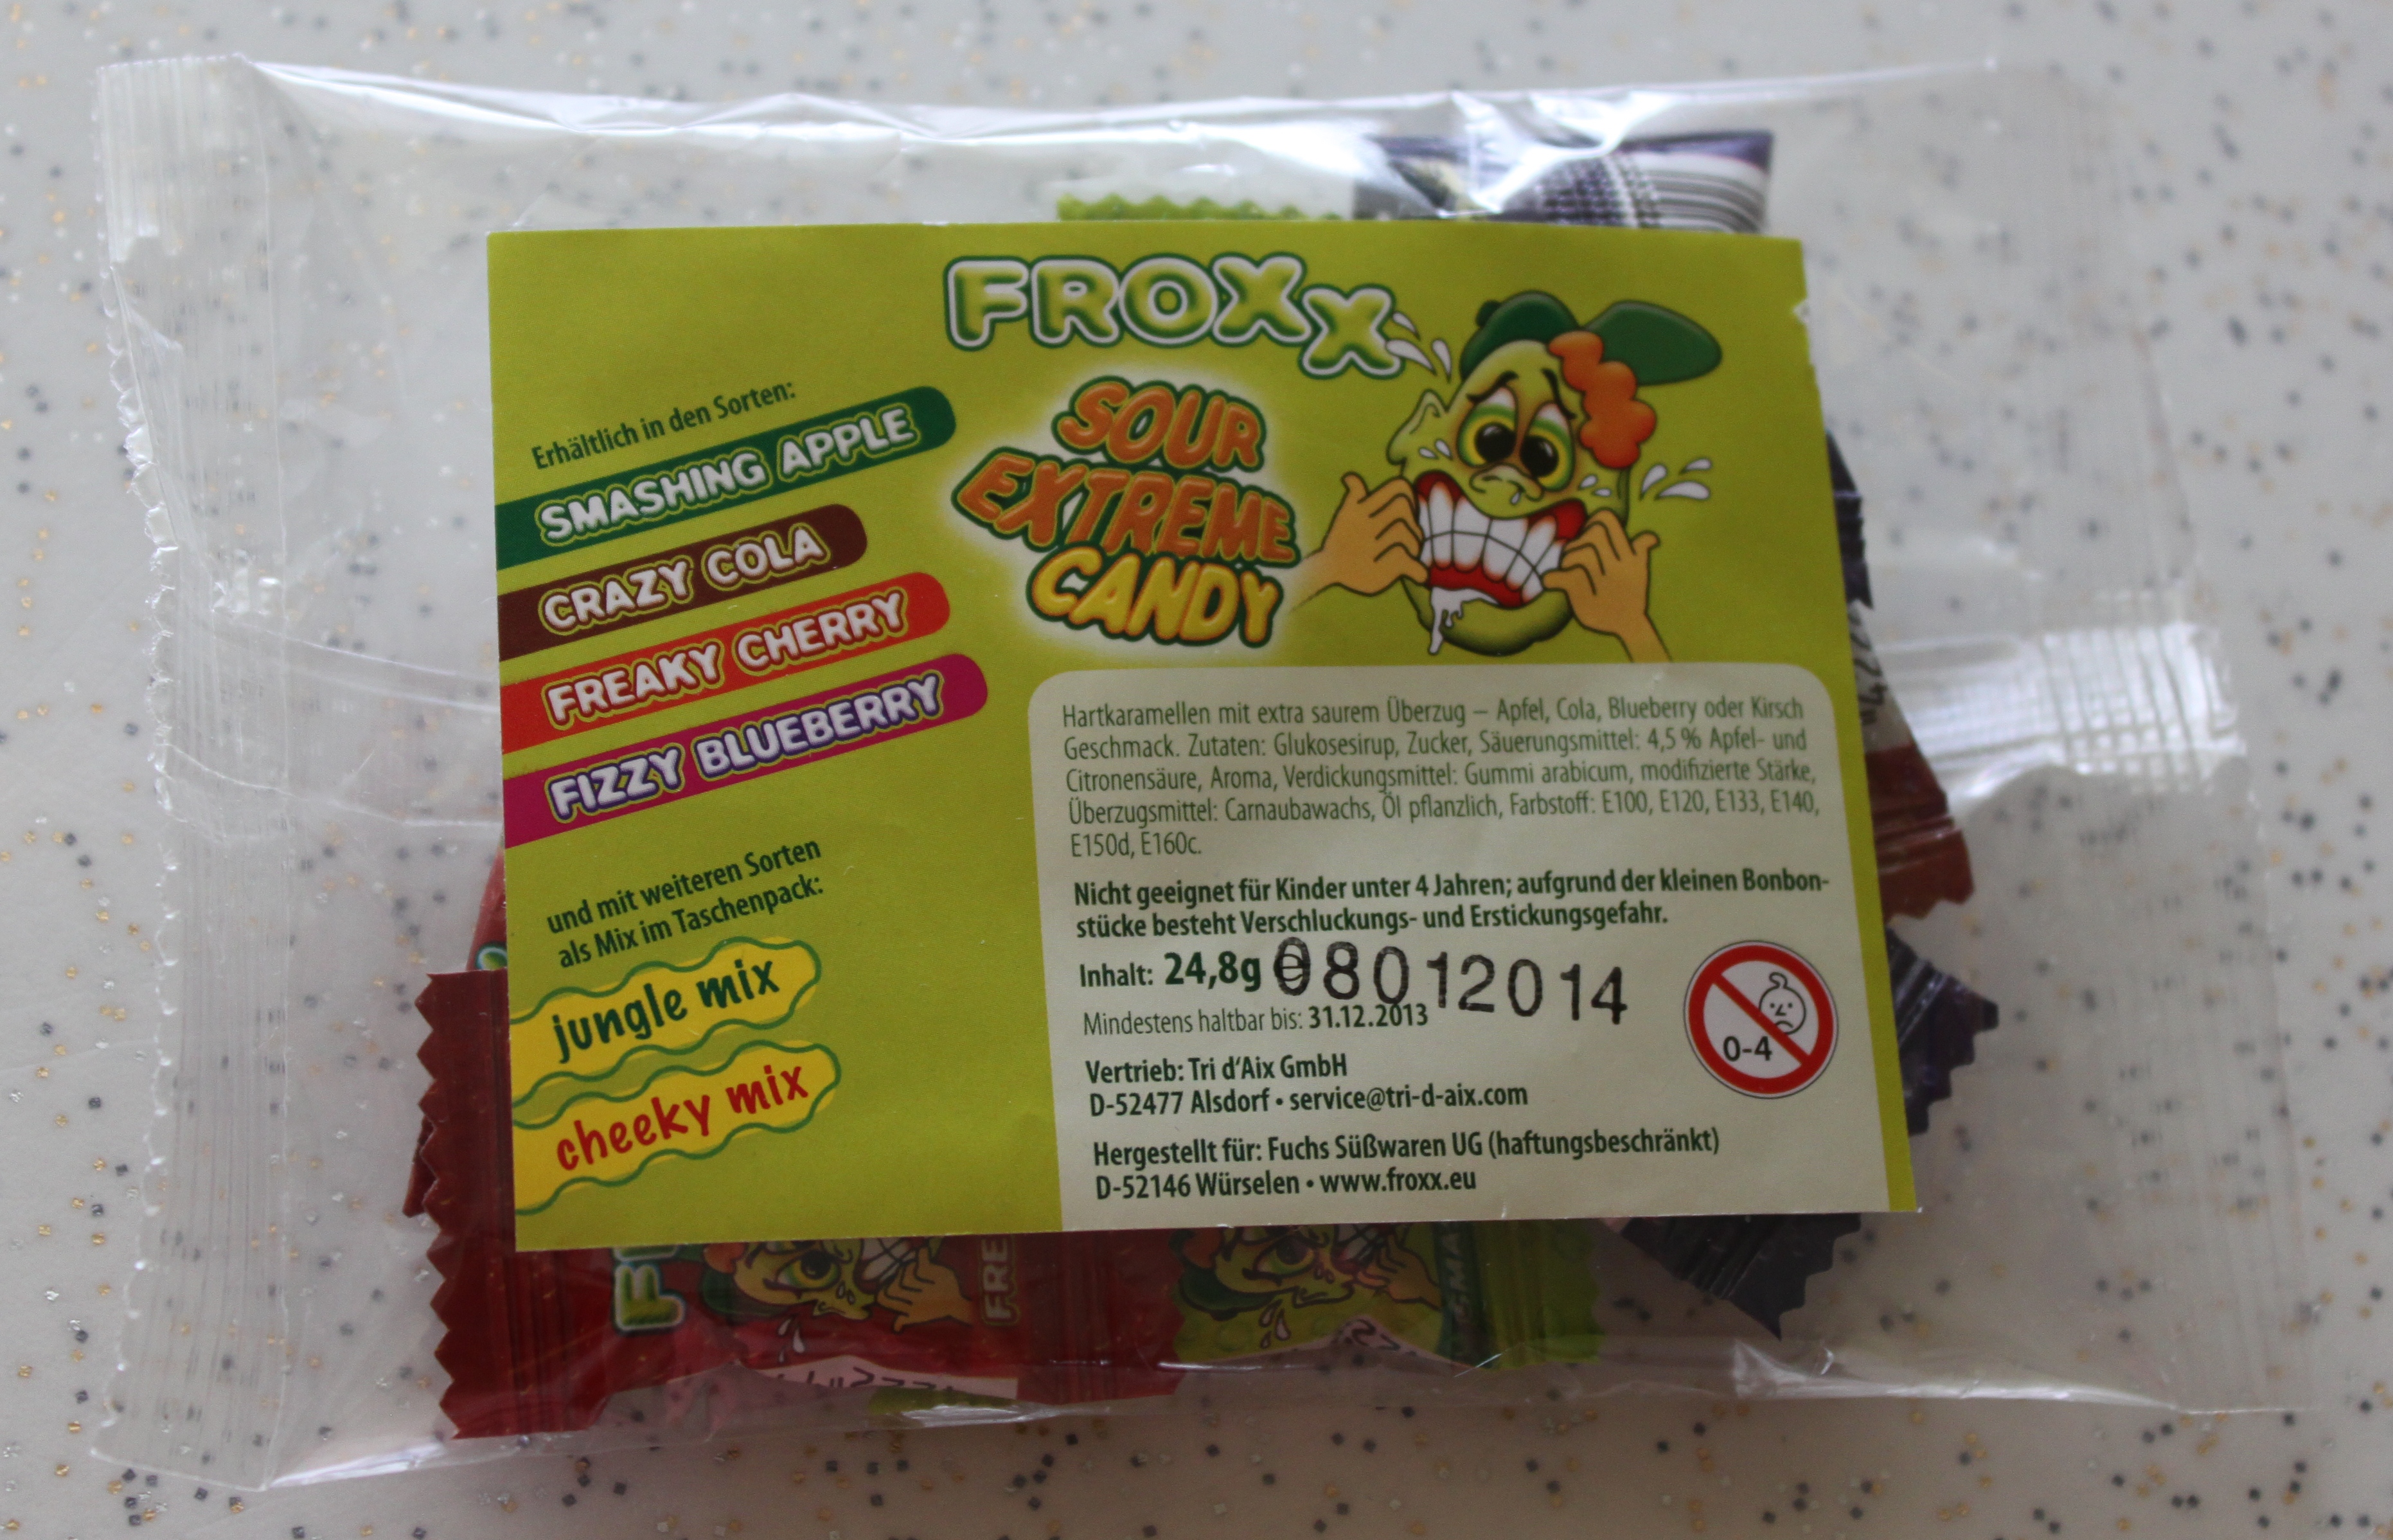 FROXX
SOUR
EXTREME
CANDY
Erhältlich in den Sorten:
SMASHING APPLE
CRAZY COLA
FREAKY CHERRY
FIZZY BLUEBERRY
und mit weiteren Sorten
als Mix im Taschenpack:
jungle mix
cheeky mix
Hartkaramellen mit extra saurem Überzug – Apfel, Cola, Blueberry oder Kirsch
Geschmack. Zutaten: Glukosesirup, Zucker, Säuerungsmittel: 4,5 % Apfel- und
Citronensäure, Aroma, Verdickungsmittel: Gummi arabicum, modifizierte Stärke,
Überzugsmittel: Carnaubawachs, Öl pflanzlich, Farbstoff: E100, E120, E133, E140,
E150d, E160c.
Nicht geeignet für Kinder unter 4 Jahren; aufgrund der kleinen Bonbon-
stücke besteht Verschluckungs- und Erstickungsgefahr.
Inhalt: 24,8g e 08012014
Mindestens haltbar bis: 31.12.2013
0-4
Vertrieb: Tri d'Aix GmbH
D-52477 Alsdorf • service@tri-d-aix.com
Hergestellt für: Fuchs Süßwaren UG (haftungsbeschränkt)
D-52146 Würselen • www.froxx.eu
FRE